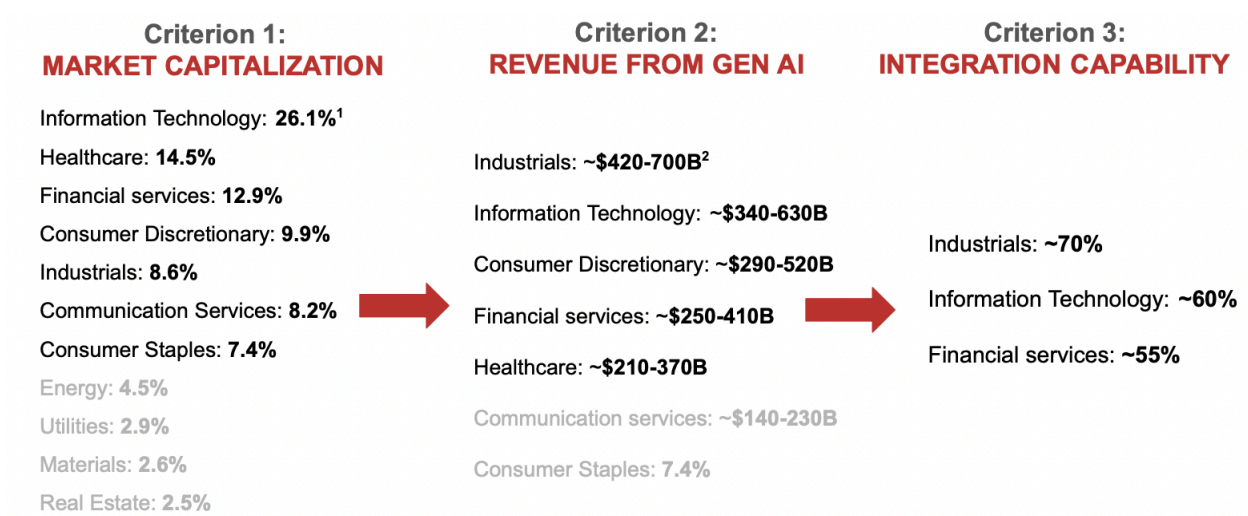 Criterion 1:
MARKET CAPITALIZATION
Information Technology: 26.1%¹
Healthcare: 14.5%
Financial services: 12.9%
Consumer Discretionary: 9.9%
Industrials: 8.6%
Communication Services: 8.2%
Consumer Staples: 7.4%
Energy: 4.5%
Utilities: 2.9%
Materials: 2.6%
Real Estate: 2.5%
Criterion 2:
REVENUE FROM GEN AI
Industrials: ~$420-700B²
Information Technology: ~$340-630B
Consumer Discretionary: ~$290-520B
Financial services: ~$250-410B
Healthcare: ~$210-370B
Communication services: ~$140-230B
Consumer Staples: 7.4%
Criterion 3:
INTEGRATION CAPABILITY
Industrials: ~70%
Information Technology: ~60%
Financial services: ~55%